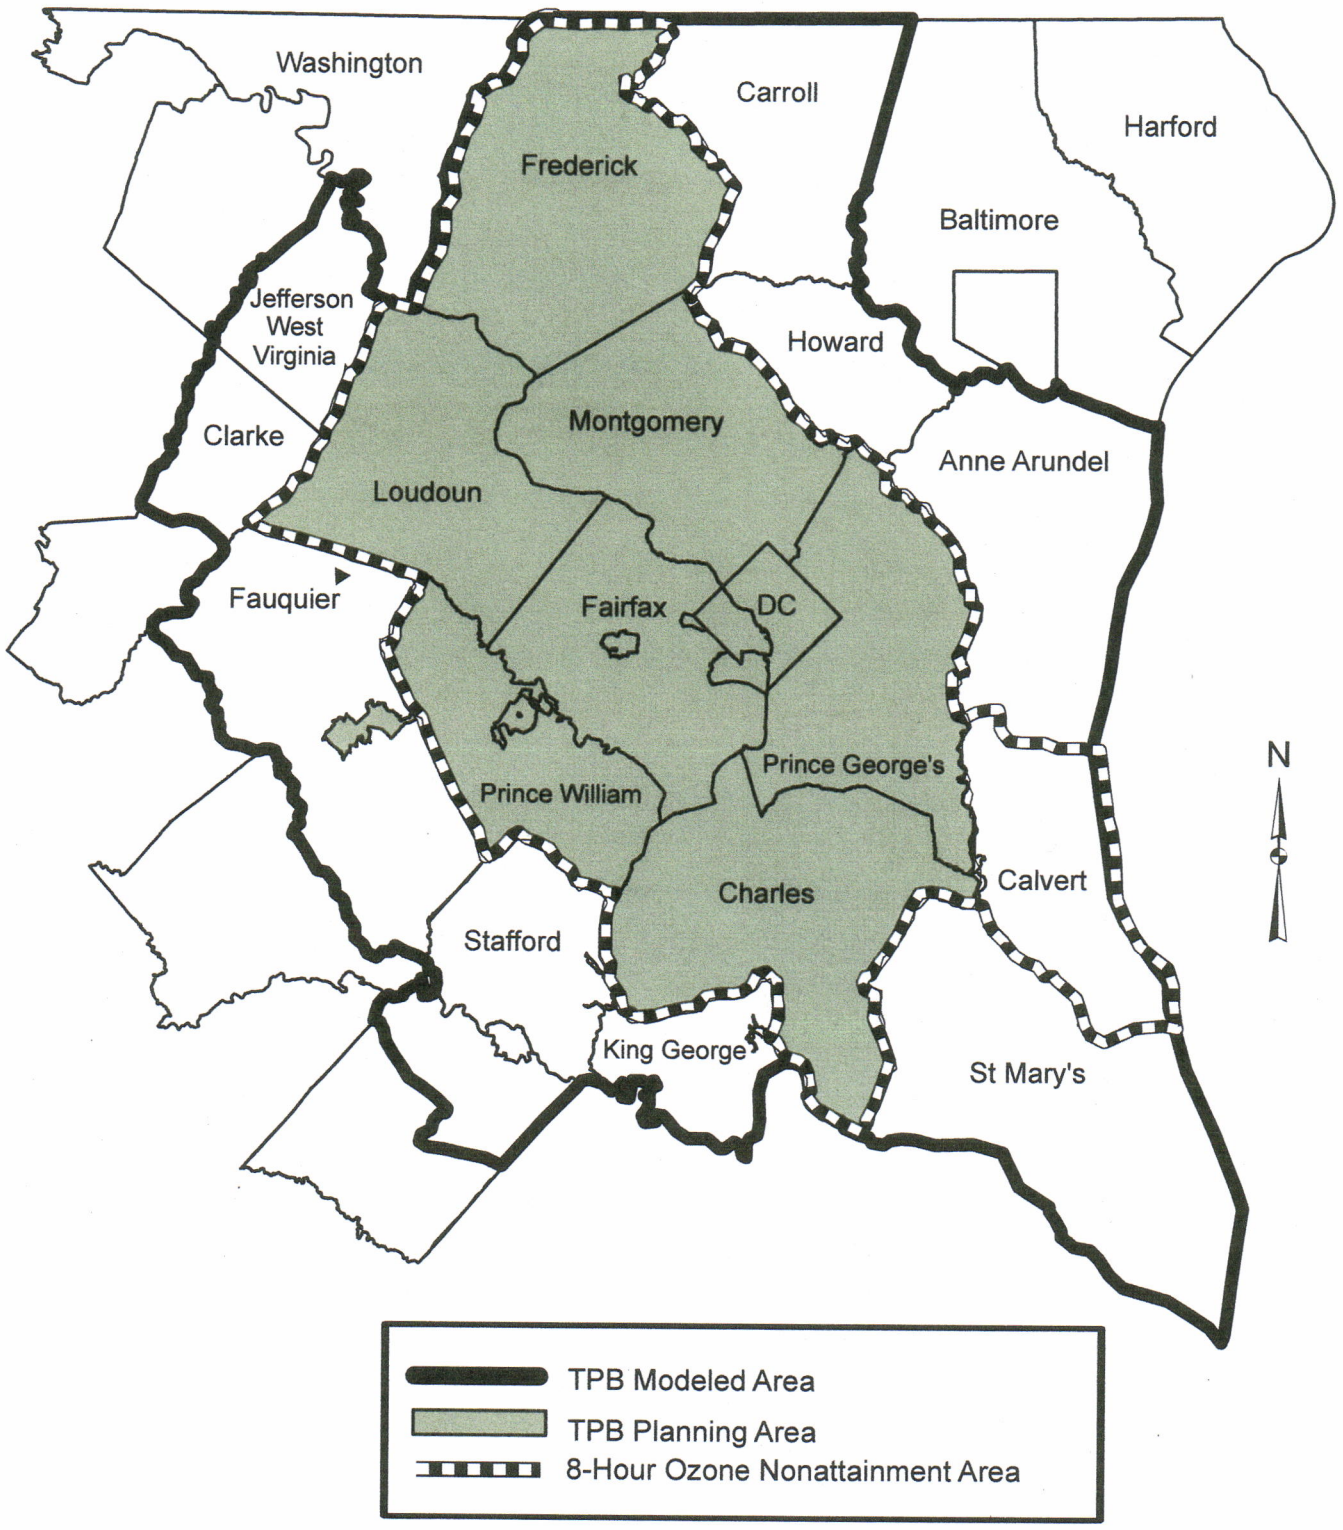 Washington
Carroll
Harford
Frederick
Baltimore
Jefferson
West
Virginia
Howard
Clarke
Montgomery
Anne Arundel
Loudoun
Fauquier
Fairfax
DC
Prince George's
N
Prince William
Charles
Calvert
Stafford
King George
St Mary's
TPB Modeled Area
TPB Planning Area
8-Hour Ozone Nonattainment Area